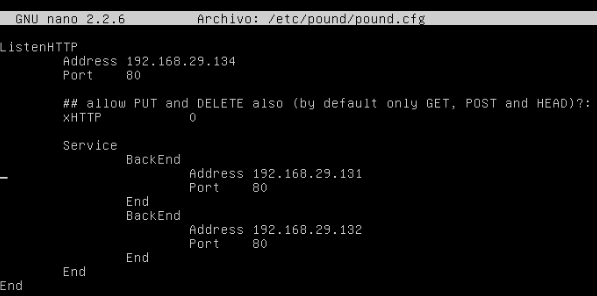 GNU nano 2.2.6 Archivo: /etc/pound/pound.cfg
ListenHTTP
Address 192.168.29.134
Port 80
## allow PUT and DELETE also (by default only GET, POST and HEAD)?:
xHTTP 0
Service
BackEnd
Address 192.168.29.131
Port 80
End
BackEnd
Address 192.168.29.132
Port 80
End
End
End